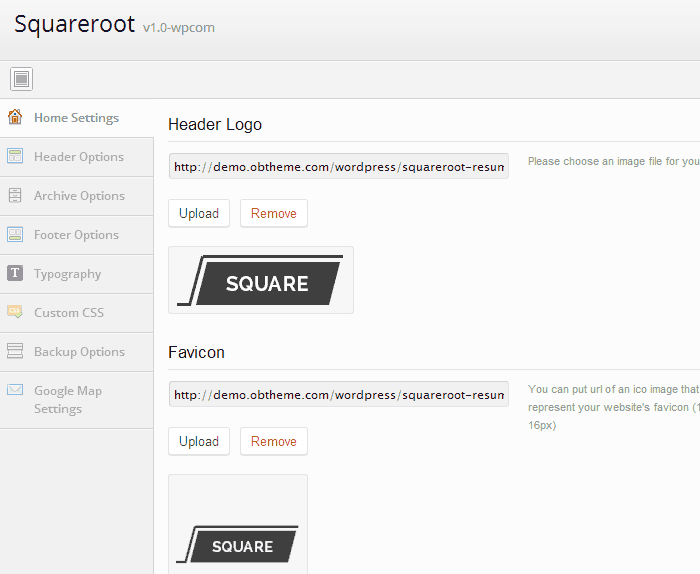 Squareroot v1.0-wpcom
Home Settings
Header Options
Archive Options
Footer Options
T
Typography
CSS
Custom CSS
Backup Options
Google Map
Settings
Header Logo
http://demo.obtheme.com/wordpress/squareroot-resum
Please choose an image file for you
Upload
Remove
SQUARE
Favicon
http://demo.obtheme.com/wordpress/squareroot-resum
You can put url of an ico image that
represent your website's favicon (1
16px)
Upload
Remove
SQUARE